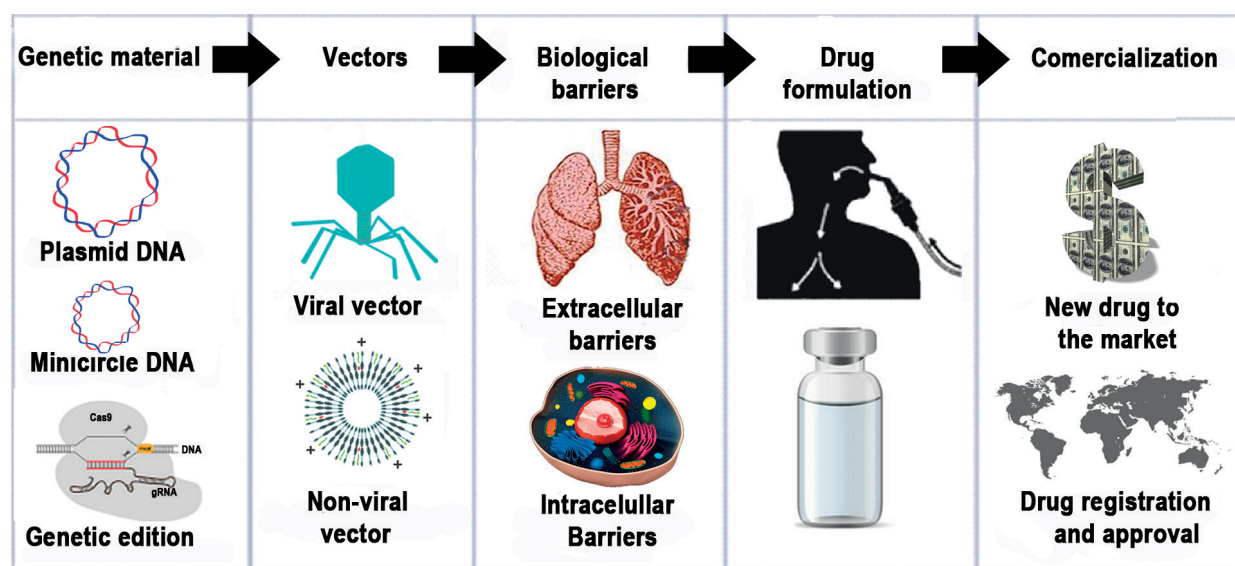 Genetic material
Vectors
Biological
barriers
Drug
formulation
Comercialization
Plasmid DNA
Minicircle DNA
Cas9
DNA
gRNA
Genetic edition
Viral vector
+
+
+
+
+
+
Non-viral
vector
Extracellular
barriers
Intracelullar
Barriers
New drug to
the market
Drug registration
and approval